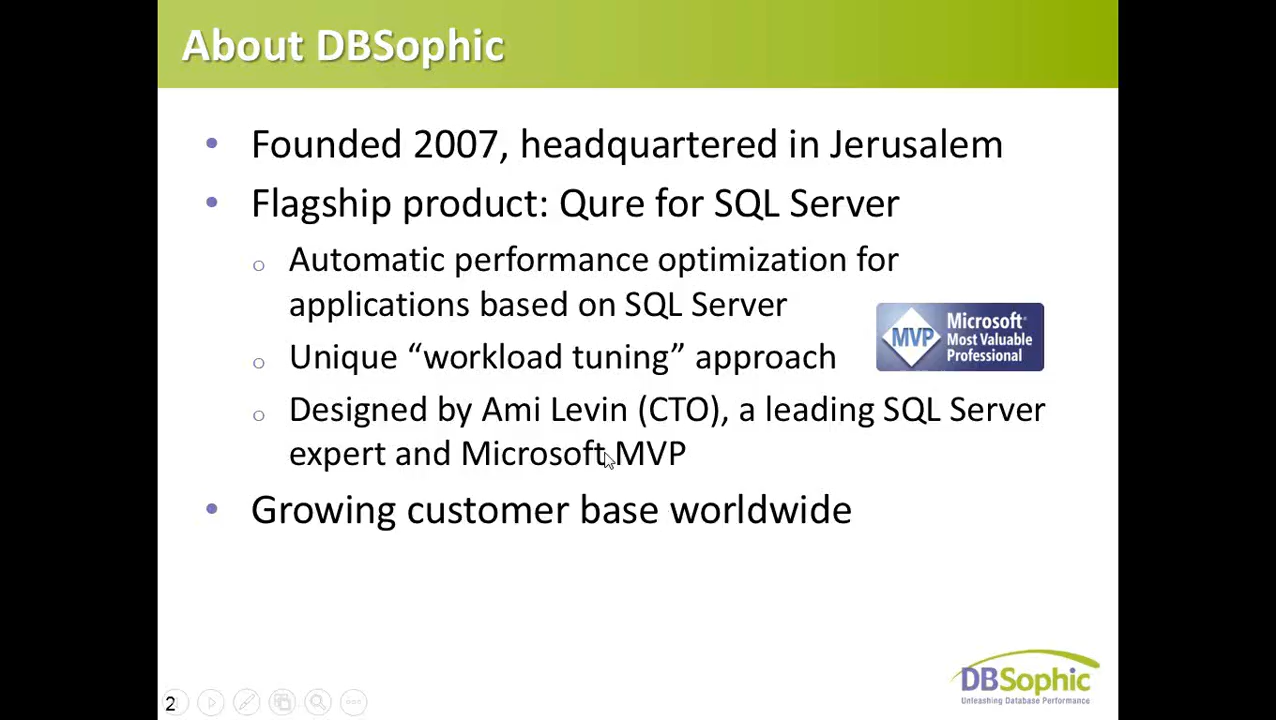 About DBSophic
• Founded 2007, headquartered in Jerusalem
• Flagship product: Qure for SQL Server
o Automatic performance optimization for
applications based on SQL Server
MVP
Microsoft®
Most Valuable
Professional
o Unique “workload tuning” approach
o Designed by Ami Levin (CTO), a leading SQL Server
expert and Microsoft MVP
• Growing customer base worldwide
DBSophic
Unleashing Database Performance
2